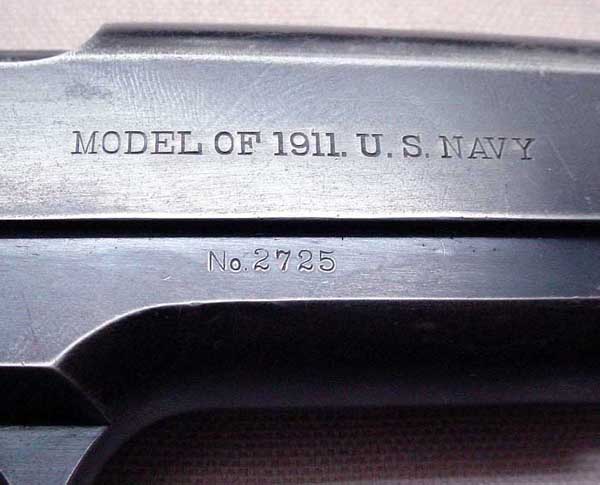 MODEL OF 1911. U. S. NAVY
No. 2725